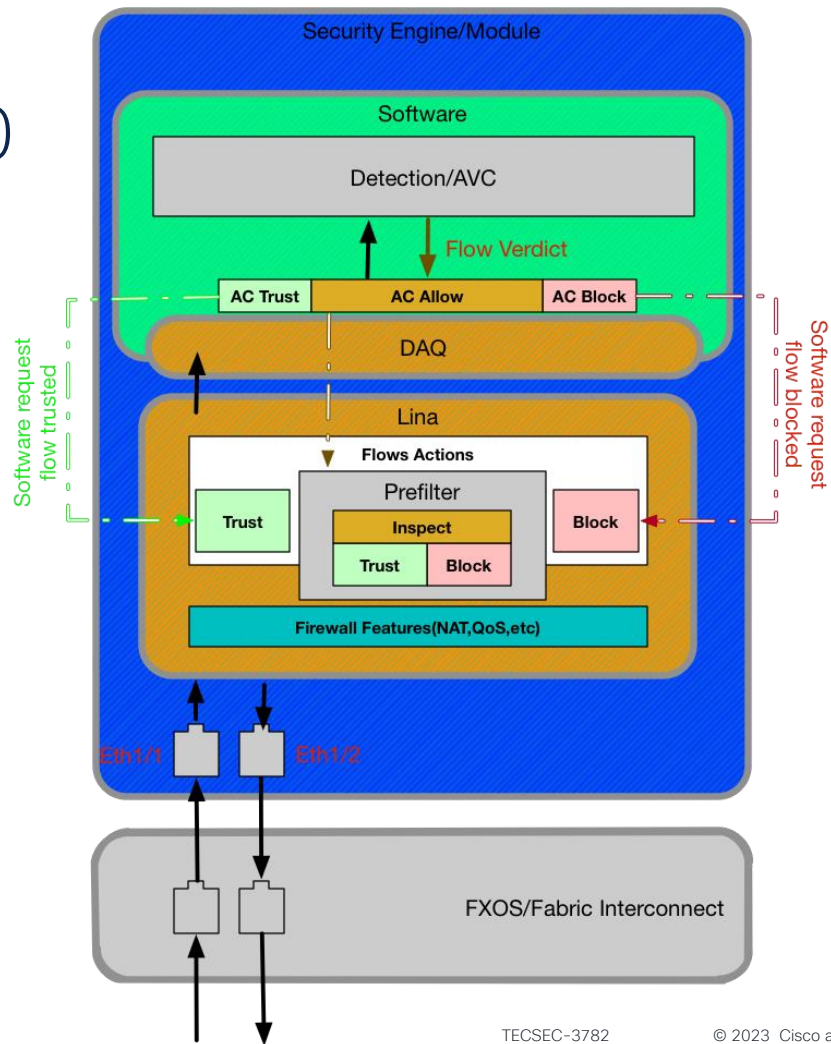 )
Security Engine/Module
Software
Detection/AVC
Flow Verdict
AC Trust
AC Allow
AC Block
DAQ
Software request
flow trusted
Software request
flow blocked
Lina
Flows Actions
Prefilter
Trust
Inspect
Block
Trust
Block
Firewall Features(NAT,QoS,etc)
Eth1/1
Eth1/2
FXOS/Fabric Interconnect
TECSEC-3782
© 2023 Cisco a